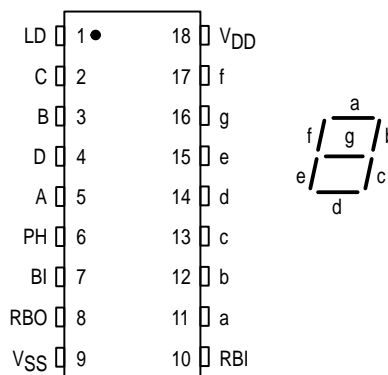 LD 1 18 VDD
C 2 17 f
B 3 16 g
D 4 15 e
A 5 14 d
PH 6 13 c
BI 7 12 b
RBO 8 11 a
VSS 9 10 RBI
a
f g b
e c
d